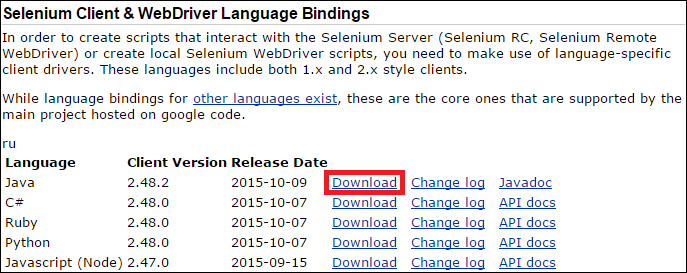 Selenium Client & WebDriver Language Bindings
In order to create scripts that interact with the Selenium Server (Selenium RC, Selenium Remote
WebDriver) or create local Selenium WebDriver scripts, you need to make use of language-specific
client drivers. These languages include both 1.x and 2.x style clients.
While language bindings for other languages exist, these are the core ones that are supported by the
main project hosted on google code.
ru
Language Client Version Release Date
Java 2.48.2 2015-10-09 Download Change log Javadoc
C# 2.48.0 2015-10-07 Download Change log API docs
Ruby 2.48.0 2015-10-07 Download Change log API docs
Python 2.48.0 2015-10-07 Download Change log API docs
Javascript (Node) 2.47.0 2015-09-15 Download Change log API docs